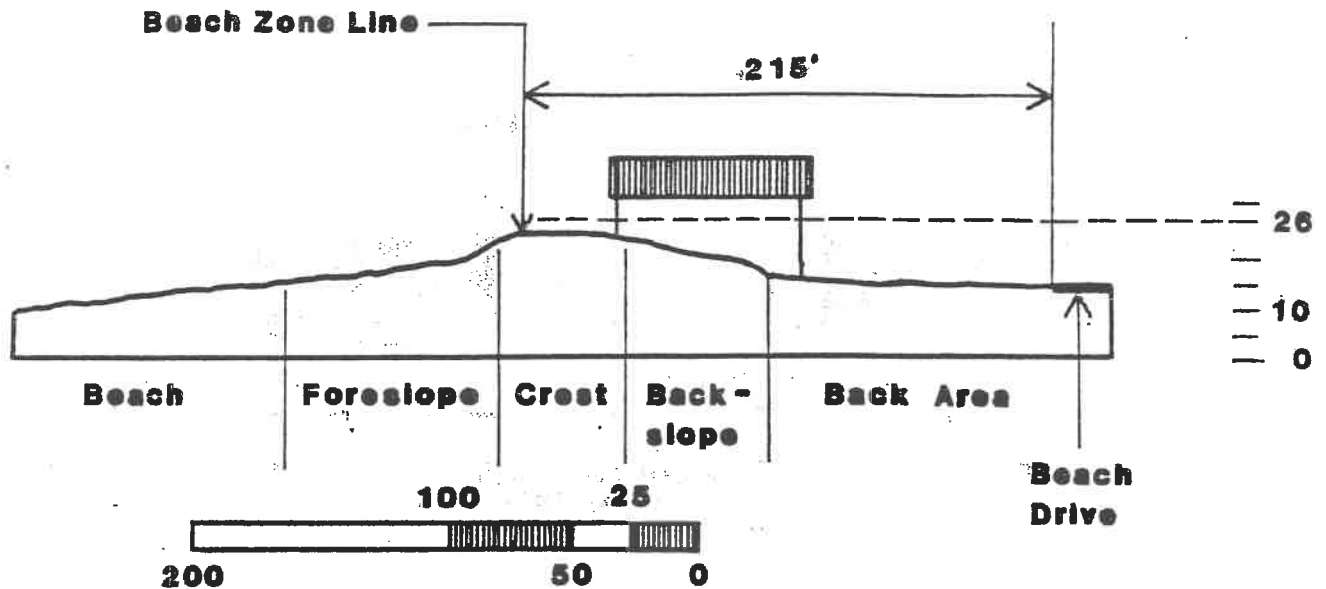 Beach Zone Line
215'
26
10
0
Beach
Foreslope
Crest
Back-
slope
Back Area
Beach
Drive
100
25
200
50
0